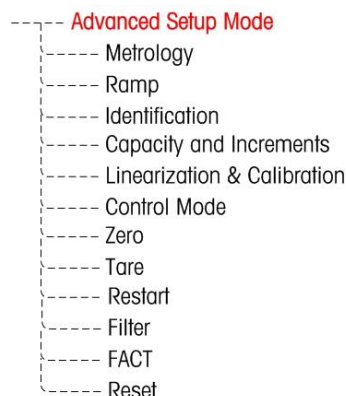 Advanced Setup Mode
Metrology
Ramp
Identification
Capacity and Increments
Linearization & Calibration
Control Mode
Zero
Tare
Restart
Filter
FACT
Reset